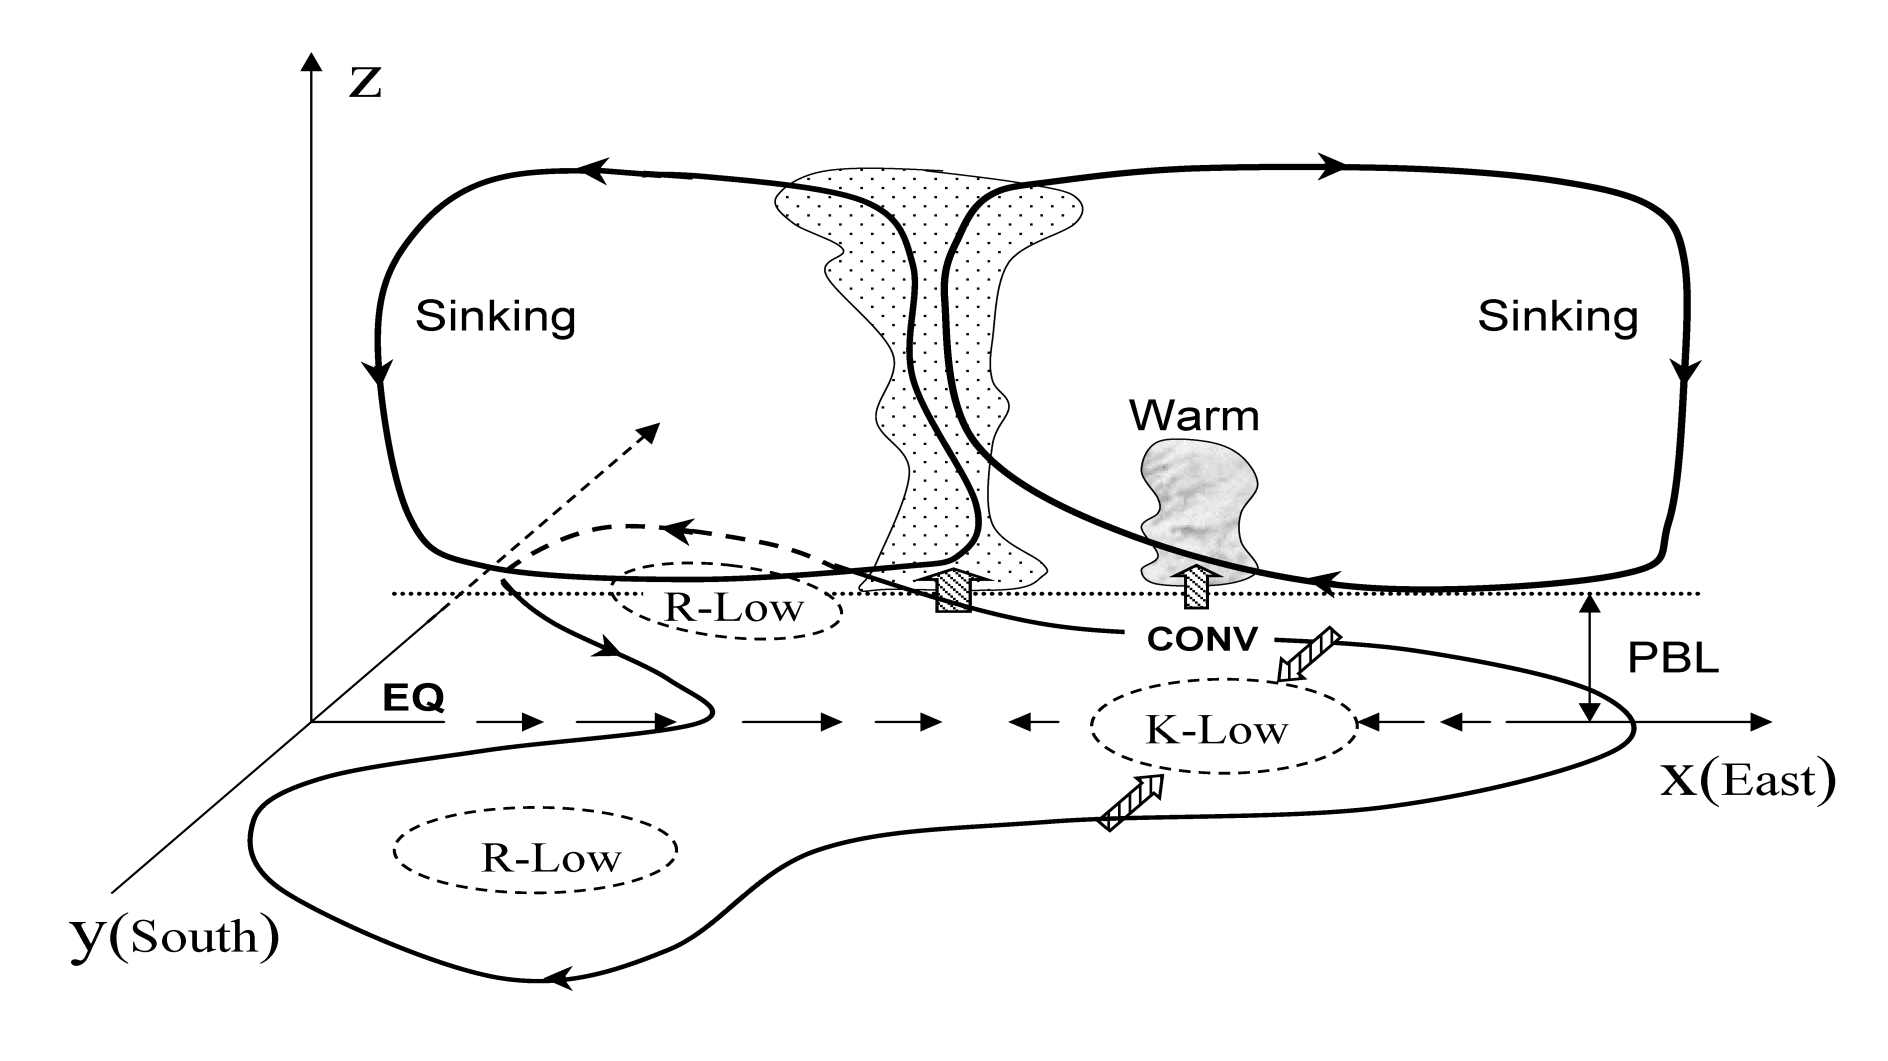 z
Sinking
Sinking
Warm
R-Low
CONV
PBL
EQ
K-Low
x(East)
R-Low
y(South)